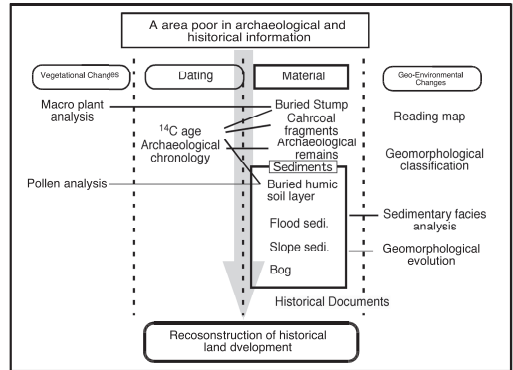 A area poor in archaeological and
hisitorical information
Vegetational Changes
Dating
Material
Geo-Environmental
Changes
Macro plant
analysis
Buried Stump
Cahrcoal
fragments
Reading map
14C age
Archaeological
chronology
Archaeological
remains
Geomorphological
classification
Sediments
Pollen analysis
Buried humic
soil layer
Flood sedi.
Sedimentary facies
analysis
Slope sedi.
Geomorphological
evolution
Bog
Historical Documents
Recosonstruction of historical
land dvelopment